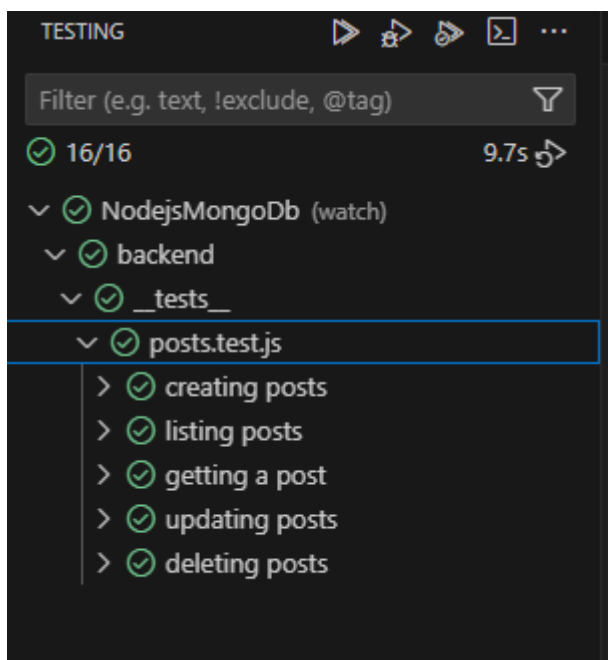 TESTING
Filter (e.g. text, !exclude, @tag)
16/16 9.7s
NodejsMongoDb (watch)
backend
__tests__
posts.test.js
creating posts
listing posts
getting a post
updating posts
deleting posts